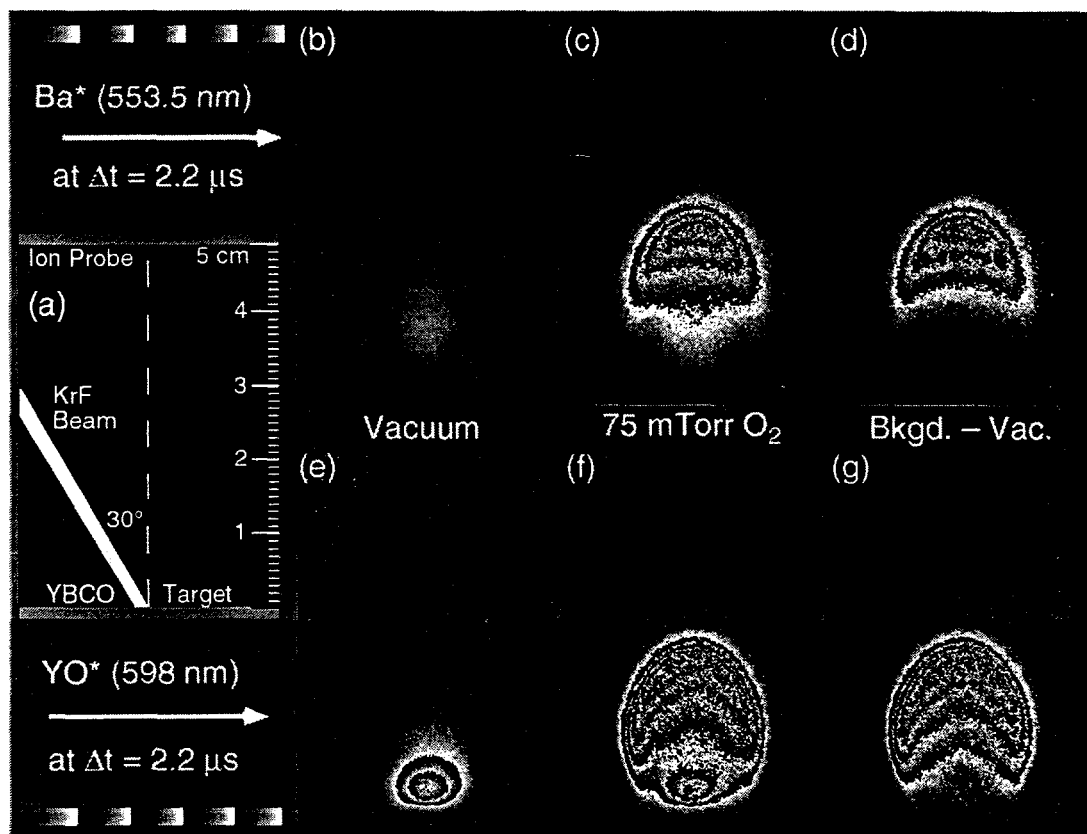 (b)
(c)
(d)
Ba* (553.5 nm)
at Δt = 2.2 μs
Ion Probe
5 cm
(a)
4
KrF
Beam
3
2
30°
1
YBCO
Target
Vacuum
75 mTorr O₂
Bkgd. – Vac.
(e)
(f)
(g)
YO* (598 nm)
at Δt = 2.2 μs